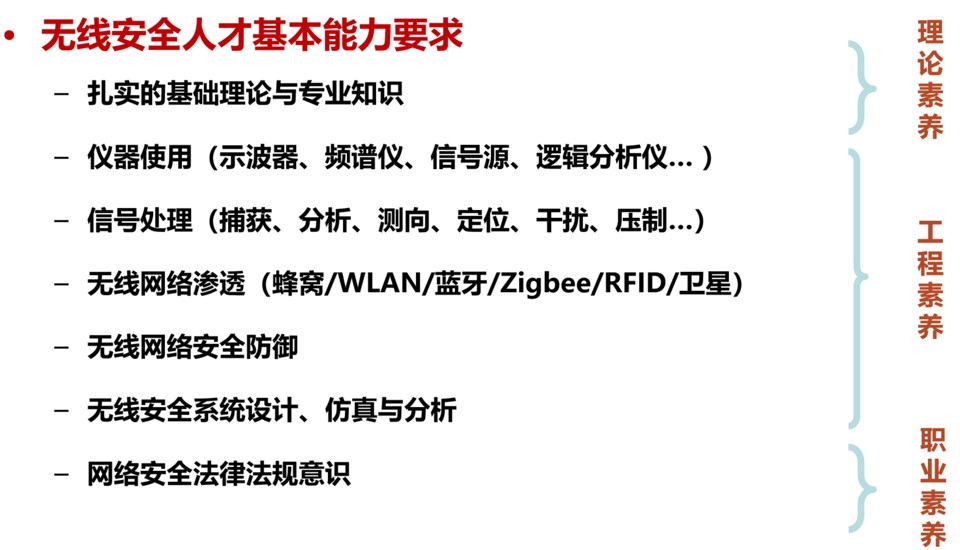 • 无线安全人才基本能力要求
– 扎实的基础理论与专业知识
– 仪器使用（示波器、频谱仪、信号源、逻辑分析仪... ）
– 信号处理（捕获、分析、测向、定位、干扰、压制...）
– 无线网络渗透（蜂窝/WLAN/蓝牙/Zigbee/RFID/卫星）
– 无线网络安全防御
– 无线安全系统设计、仿真与分析
– 网络安全法律法规意识
理论素养
工程素养
职业素养